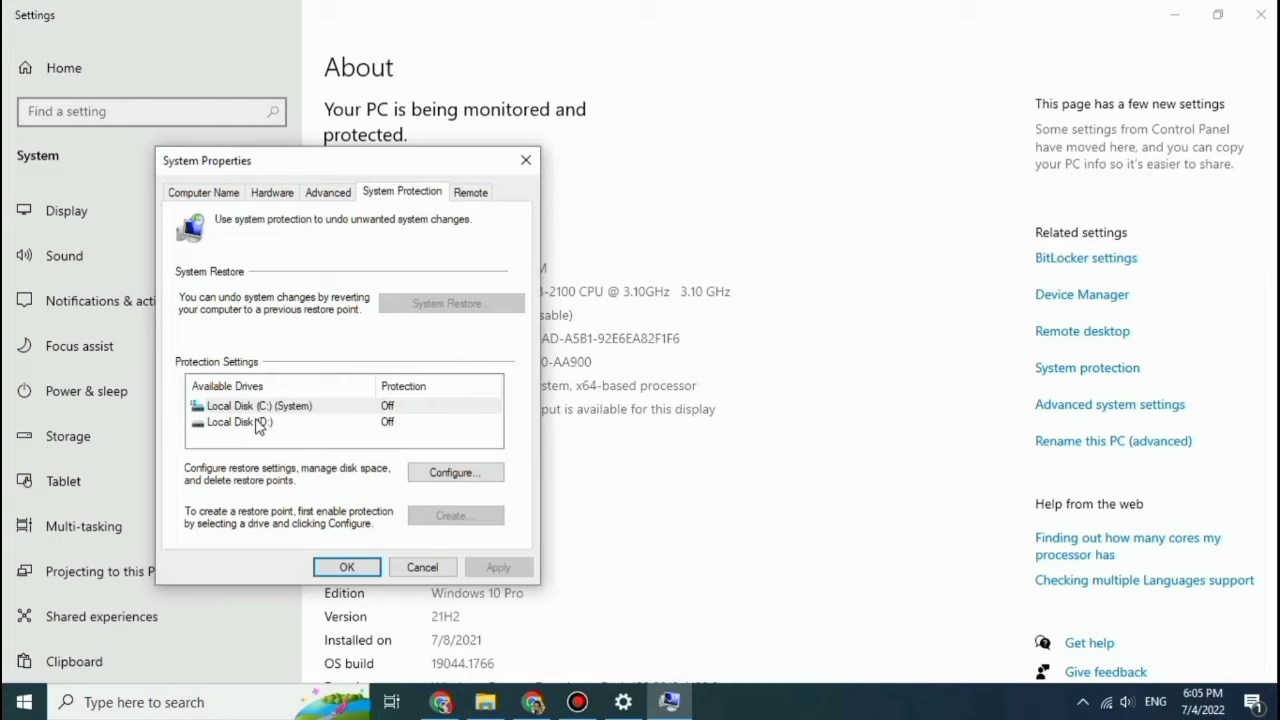 Settings
Home
Find a setting
System
Display
Sound
Notifications & acti
Focus assist
Power & sleep
Storage
Tablet
Multi-tasking
Projecting to this P
Shared experiences
Clipboard
About
Your PC is being monitored and
protected.
System Properties
Computer Name
Hardware
Advanced
System Protection
Remote
Use system protection to undo unwanted system changes.
System Restore
You can undo system changes by reverting
your computer to a previous restore point.
System Restore...
Protection Settings
Available Drives Protection
Local Disk (C:) (System) Off
Local Disk Off
Configure restore settings, manage disk space,
and delete restore points.
Configure...
To create a restore point, first enable protection
by selecting a drive and clicking Configure.
Create...
OK
Cancel
Apply
-2100 CPU @ 3.10GHz 3.10 GHz
sable)
AD-A5B1-92E6EA82F1F6
0-AA900
stem, x64-based processor
put is available for this display
Edition Windows 10 Pro
Version 21H2
Installed on 7/8/2021
OS build 19044.1766
This page has a few new settings
Some settings from Control Panel
have moved here, and you can copy
your PC info so it's easier to share.
Related settings
BitLocker settings
Device Manager
Remote desktop
System protection
Advanced system settings
Rename this PC (advanced)
Help from the web
Finding out how many cores my
processor has
Checking multiple Languages support
Get help
Give feedback
Type here to search
ENG
6:05 PM
7/4/2022
1